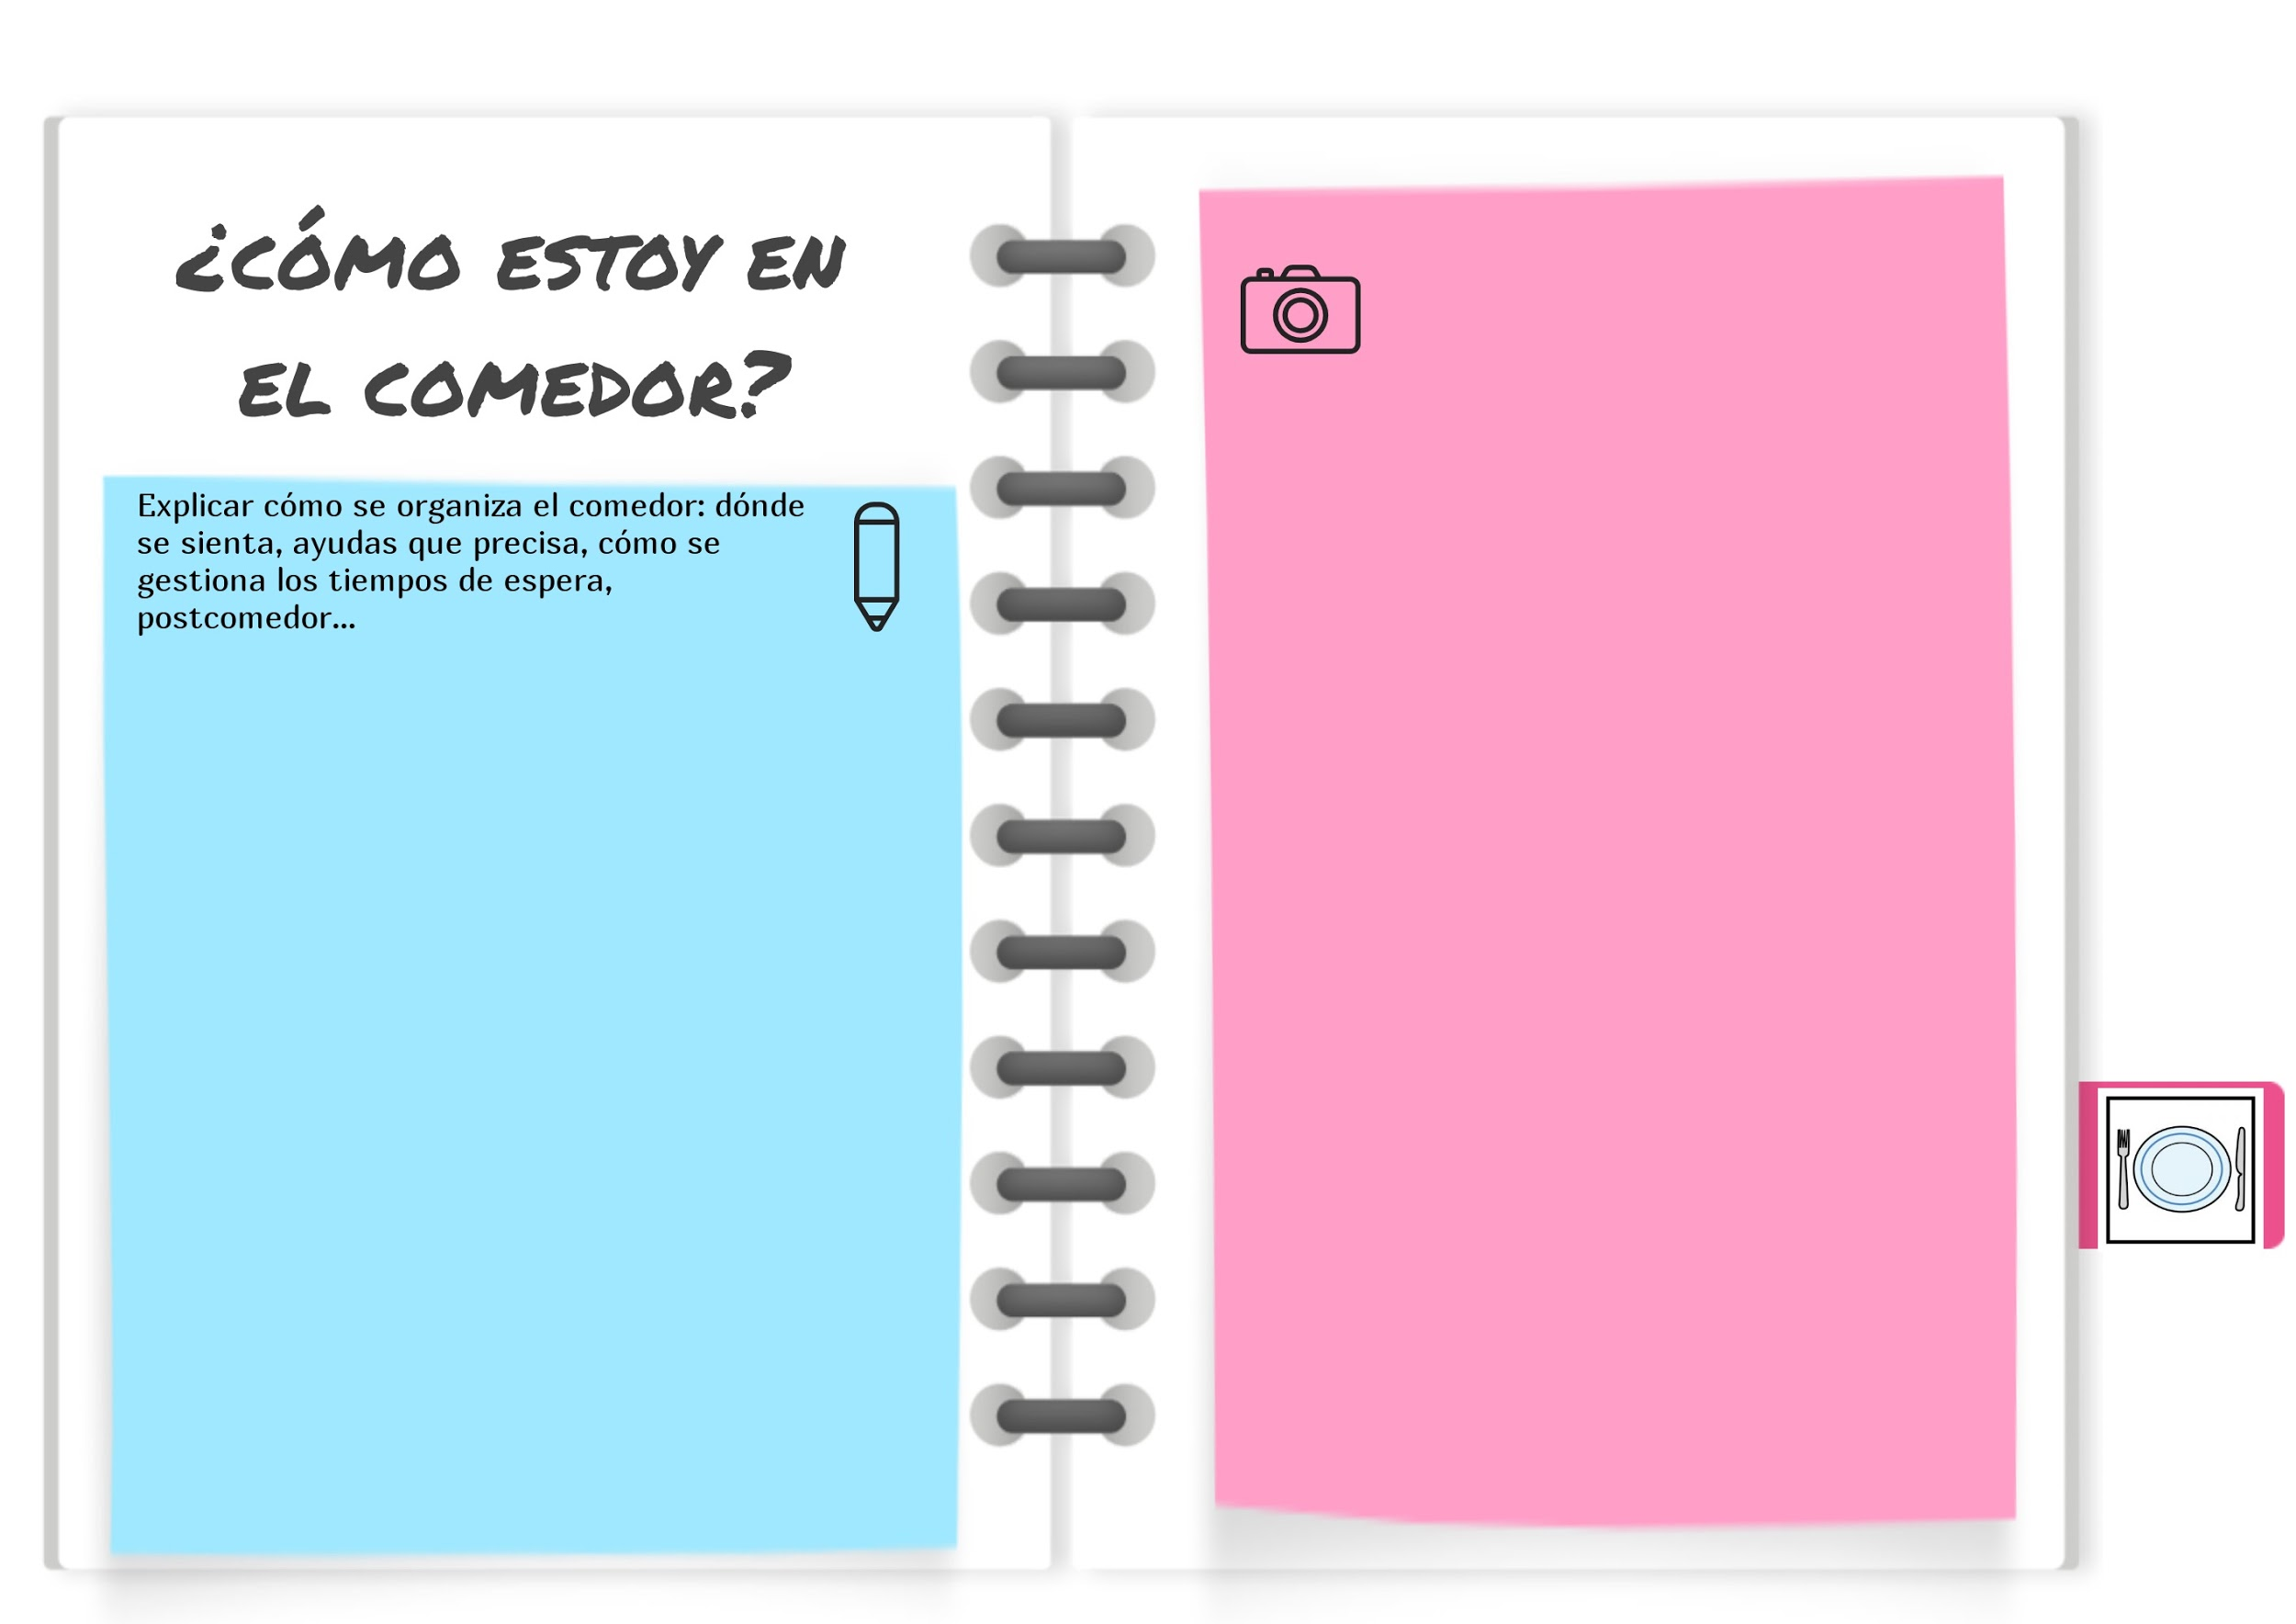 ¿CÓMO ESTOY EN
EL COMEDOR?
Explicar cómo se organiza el comedor: dónde
se sienta, ayudas que precisa, cómo se
gestiona los tiempos de espera,
postcomedor...